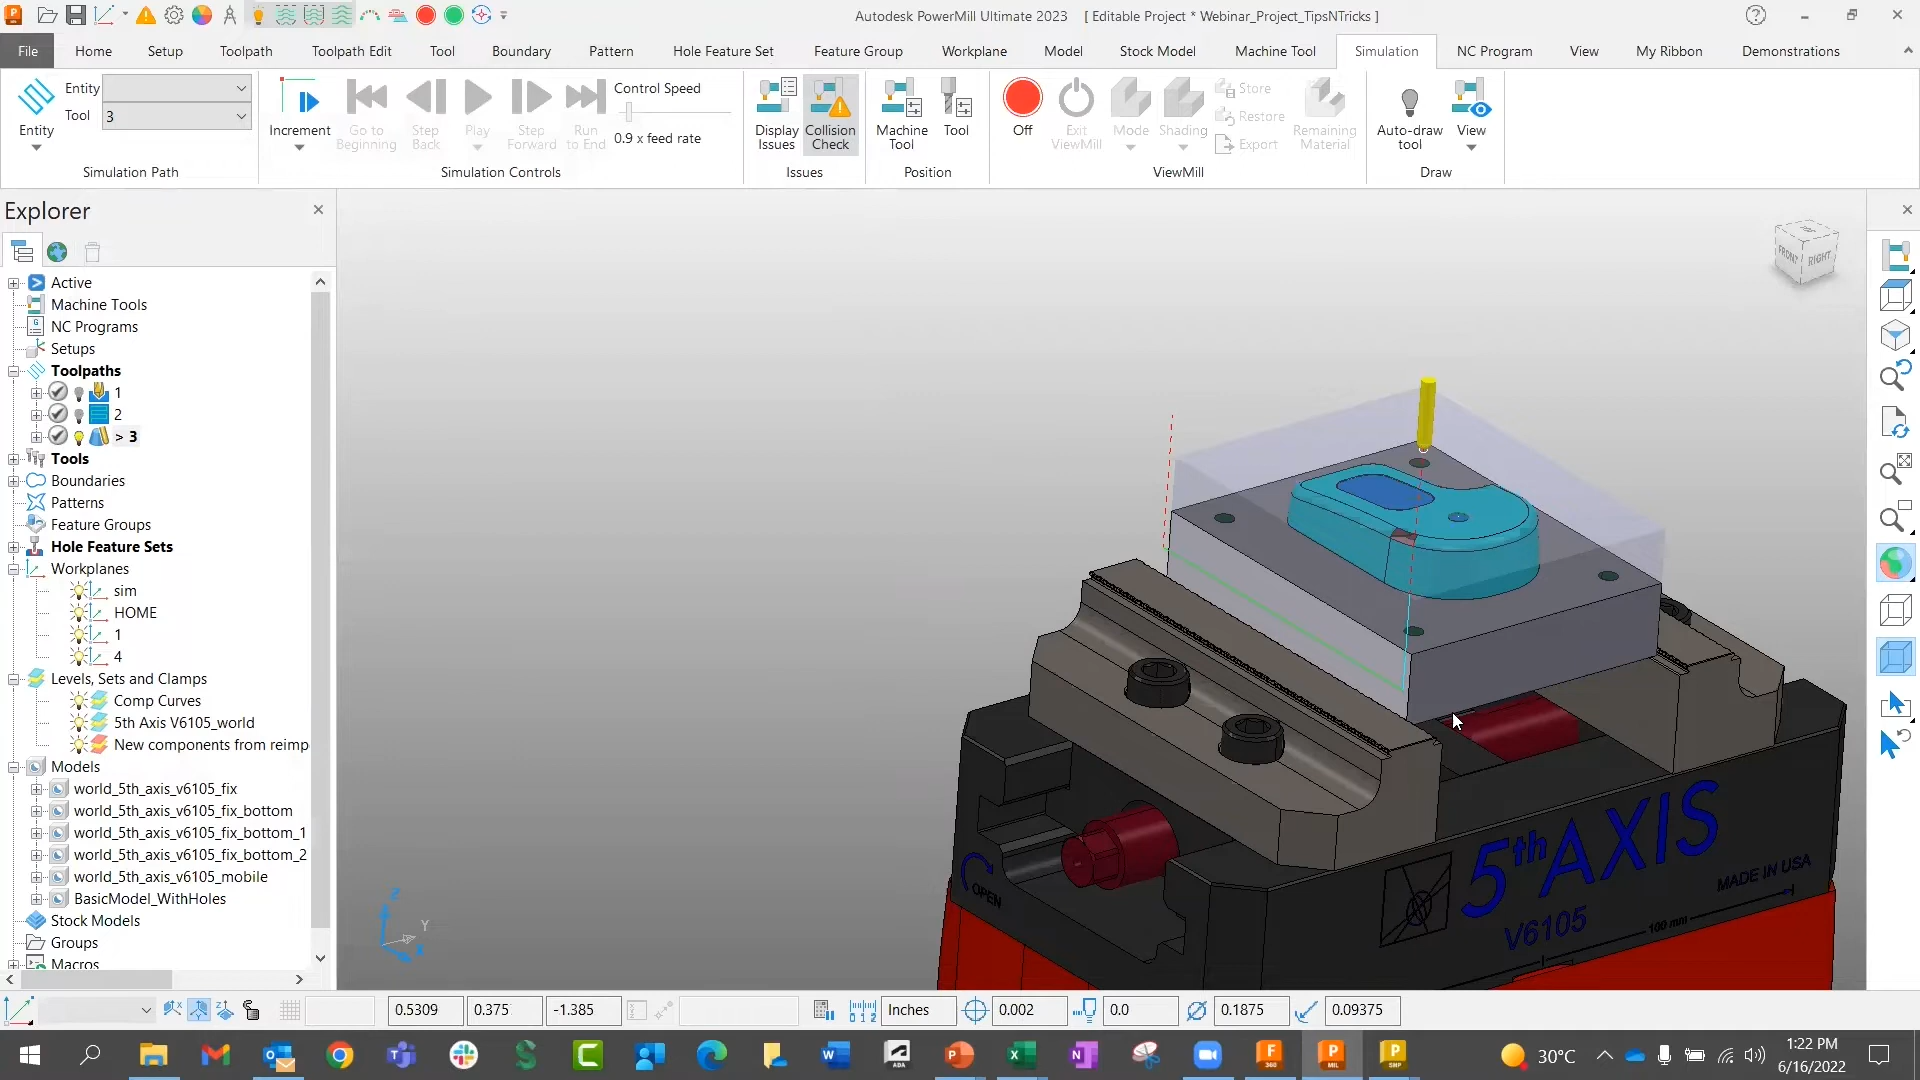 Autodesk PowerMill Ultimate 2023 [ Editable Project * Webinar_Project_TipsNTricks ]
File Home Setup Toolpath Toolpath Edit Tool Boundary Pattern Hole Feature Set Feature Group Workplane Model Stock Model Machine Tool Simulation NC Program View My Ribbon Demonstrations
Entity
Entity
Tool 3
Simulation Path
Increment
Go to Beginning
Step Back
Play
Step Forward
Run to End
Control Speed
0.9 x feed rate
Simulation Controls
Display Issues
Collision Check
Issues
Machine Tool
Tool
Position
Off
Exit ViewMill
Mode
Shading
Store
Restore
Export
Remaining Material
ViewMill
Auto-draw tool
View
Draw
Explorer
Active
Machine Tools
NC Programs
Setups
Toolpaths
1
2
> 3
Tools
Boundaries
Patterns
Feature Groups
Hole Feature Sets
Workplanes
sim
HOME
1
4
Levels, Sets and Clamps
Comp Curves
5th Axis V6105_world
New components from reimp
Models
world_5th_axis_v6105_fix
world_5th_axis_v6105_fix_bottom
world_5th_axis_v6105_fix_bottom_1
world_5th_axis_v6105_fix_bottom_2
world_5th_axis_v6105_mobile
BasicModel_WithHoles
Stock Models
Groups
Macros
FRONT RIGHT
OPEN
5th AXIS
V6105
MADE IN USA
100 mm
Z
Y
0.5309 0.375 -1.385 Inches 0.002 0.0 0.1875 0.09375
30°C
1:22 PM
6/16/2022